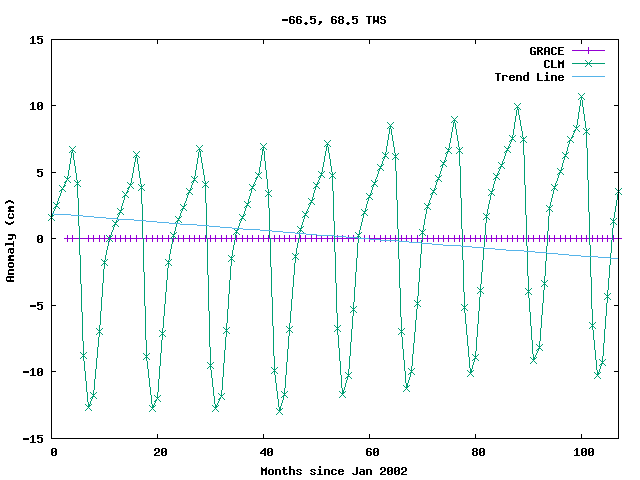 -66.5, 68.5 TWS
GRACE
CLM
Trend Line
15
10
5
0
-5
-10
-15
Anomaly (cm)
0 20 40 60 80 100
Months since Jan 2002